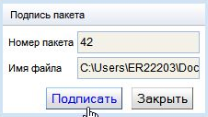 Подпись пакета
Номер пакета 42
Имя файла C:\Users\ER22203\Doc
Подписать Закрыть